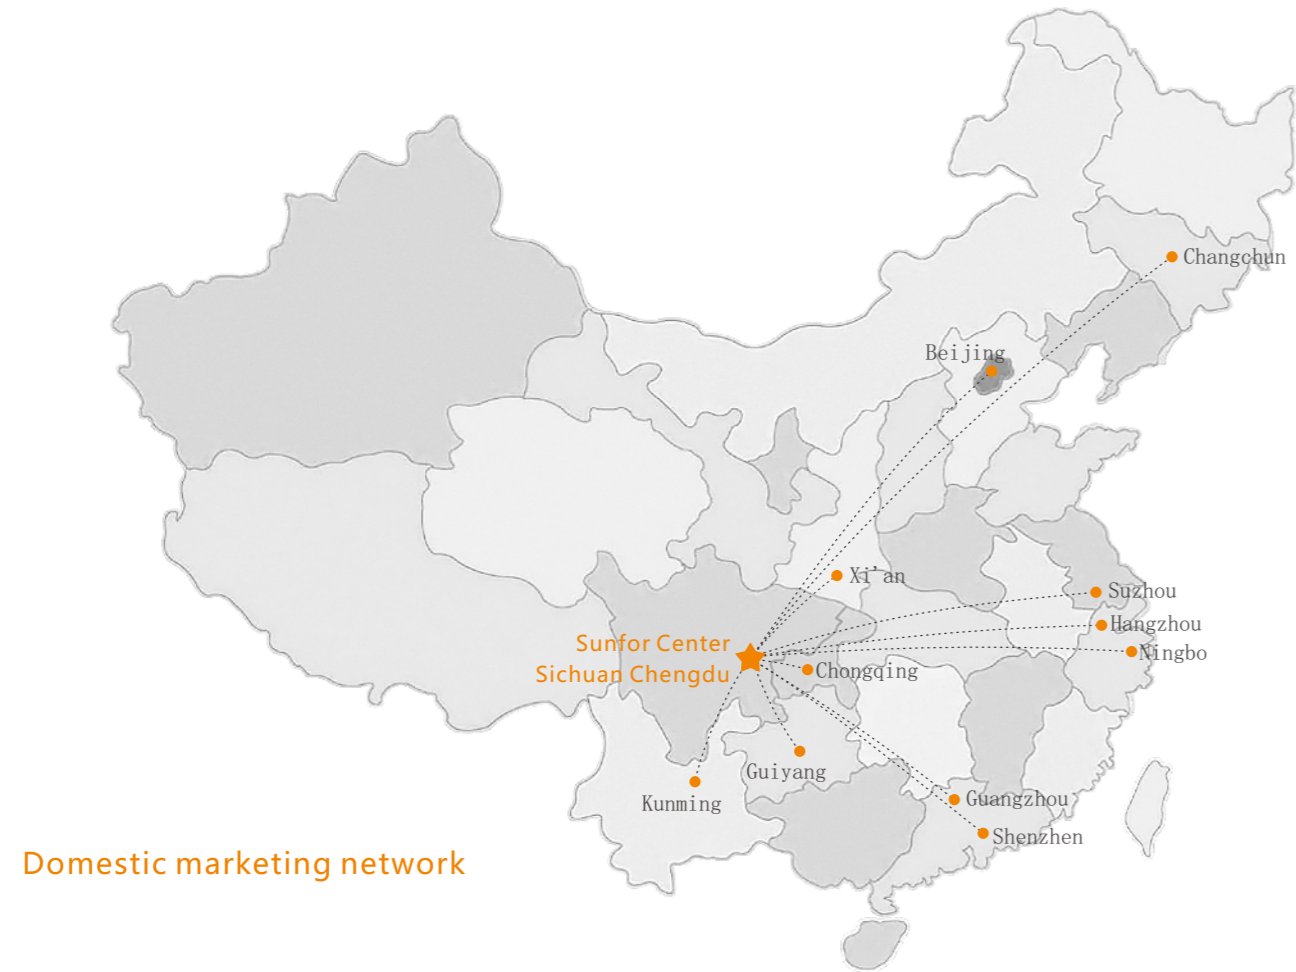 Changchun
Beijing
Xi'an
Suzhou
Hangzhou
Sunfor Center
Ningbo
Sichuan Chengdu
Chongqing
Guiyang
Kunming
Guangzhou
Shenzhen
Domestic marketing network